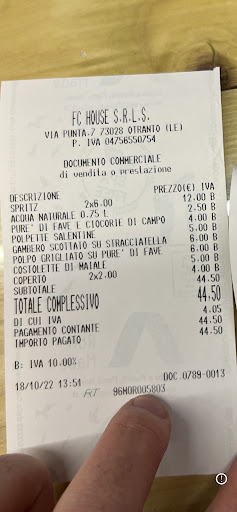 FC HOUSE S.R.L.S.
VIA PUNTA,7 73028 OTRANTO (LE)
P. IVA 04756550754
DOCUMENTO COMMERCIALE
di vendita o prestazione
DESCRIZIONE PREZZO(€) IVA
SPRITZ 2x6.00 12.00 B
ACQUA NATURALE 0.75 L 2.50 B
PURE' DI FAVE E CIOCORIE DI CAMPO 4.00 B
POLPETTE SALENTINE 5.00 B
GAMBERO SCOTTATO SU STRACCIATELLA 6.00 B
POLPO GRIGLIATO SU PURE' DI FAVE 6.00 B
COSTOLETTE DI MAIALE 5.00 B
COPERTO 2x2.00 4.00 B
SUBTOTALE 44.50
TOTALE COMPLESSIVO 44.50
DI CUI IVA 4.05
PAGAMENTO CONTANTE 44.50
IMPORTO PAGATO 44.50
B: IVA 10.00%
18/10/22 13:51 DOC.0789-0013
RT 96MOR005803